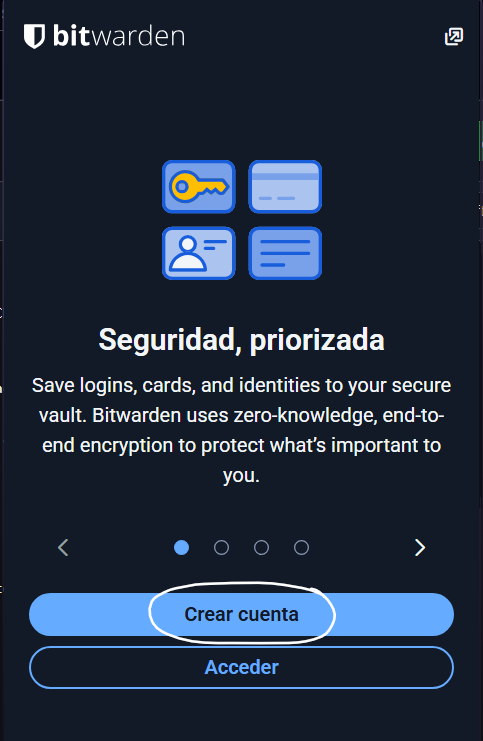 bitwarden
Seguridad, priorizada
Save logins, cards, and identities to your secure
vault. Bitwarden uses zero-knowledge, end-to-
end encryption to protect what’s important to
you.
Crear cuenta
Acceder